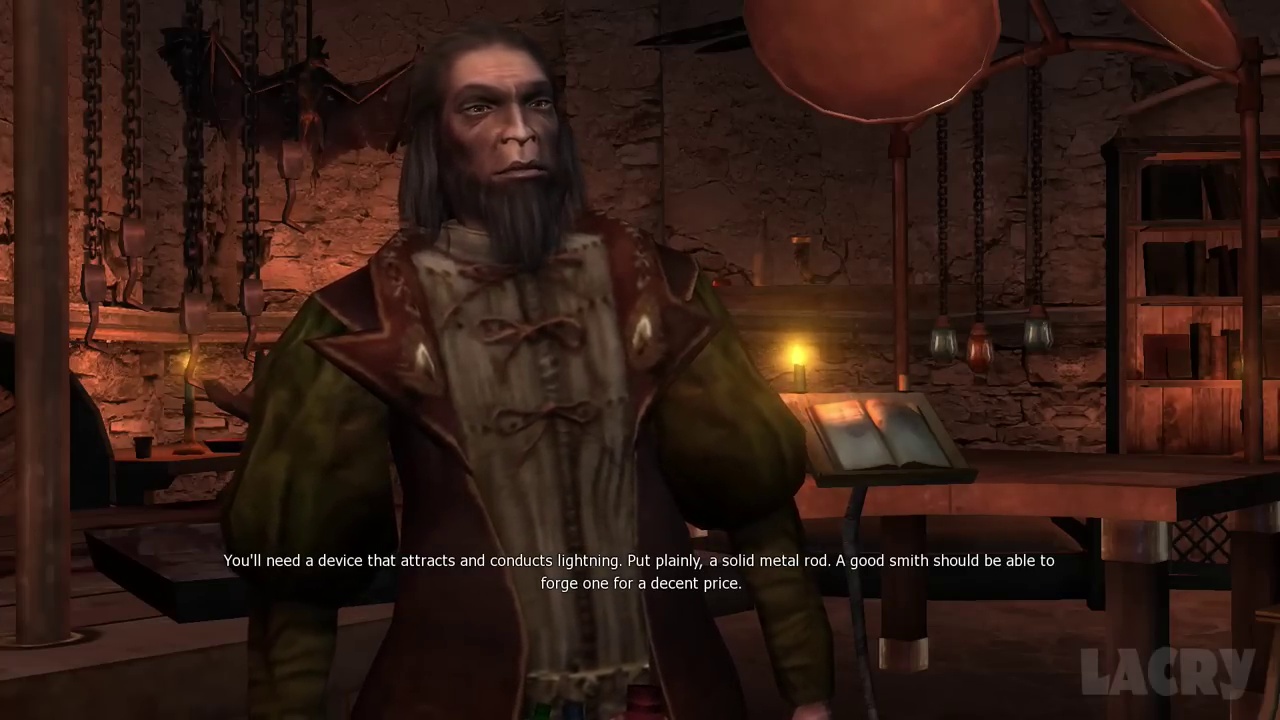 You'll need a device that attracts and conducts lightning. Put plainly, a solid metal rod. A good smith should be able to
forge one for a decent price.
LACRY